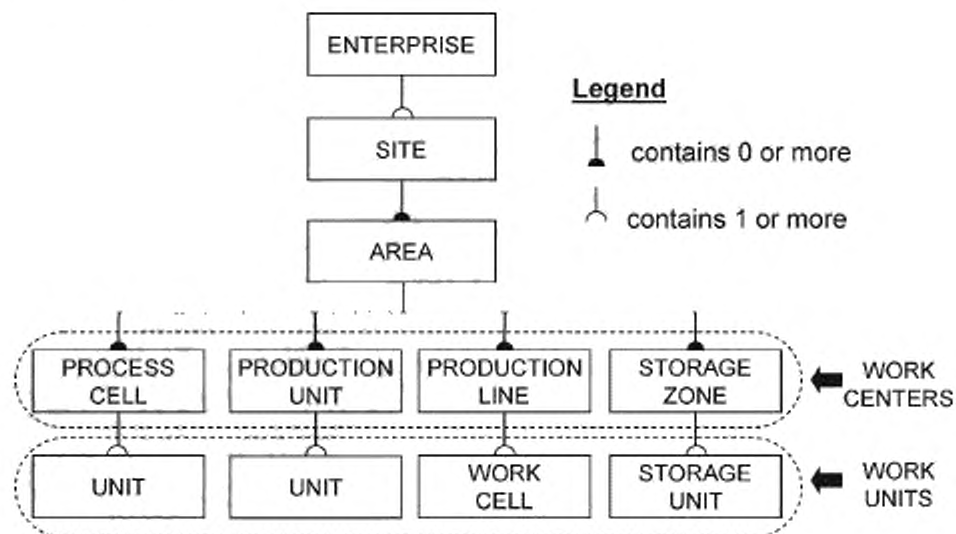 ENTERPRISE
Legend
SITE
contains 0 or more
contains 1 or more
AREA
PROCESS
CELL
PRODUCTION
UNIT
PRODUCTION
LINE
STORAGE
ZONE
WORK
CENTERS
UNIT
UNIT
WORK
CELL
STORAGE
UNIT
WORK
UNITS